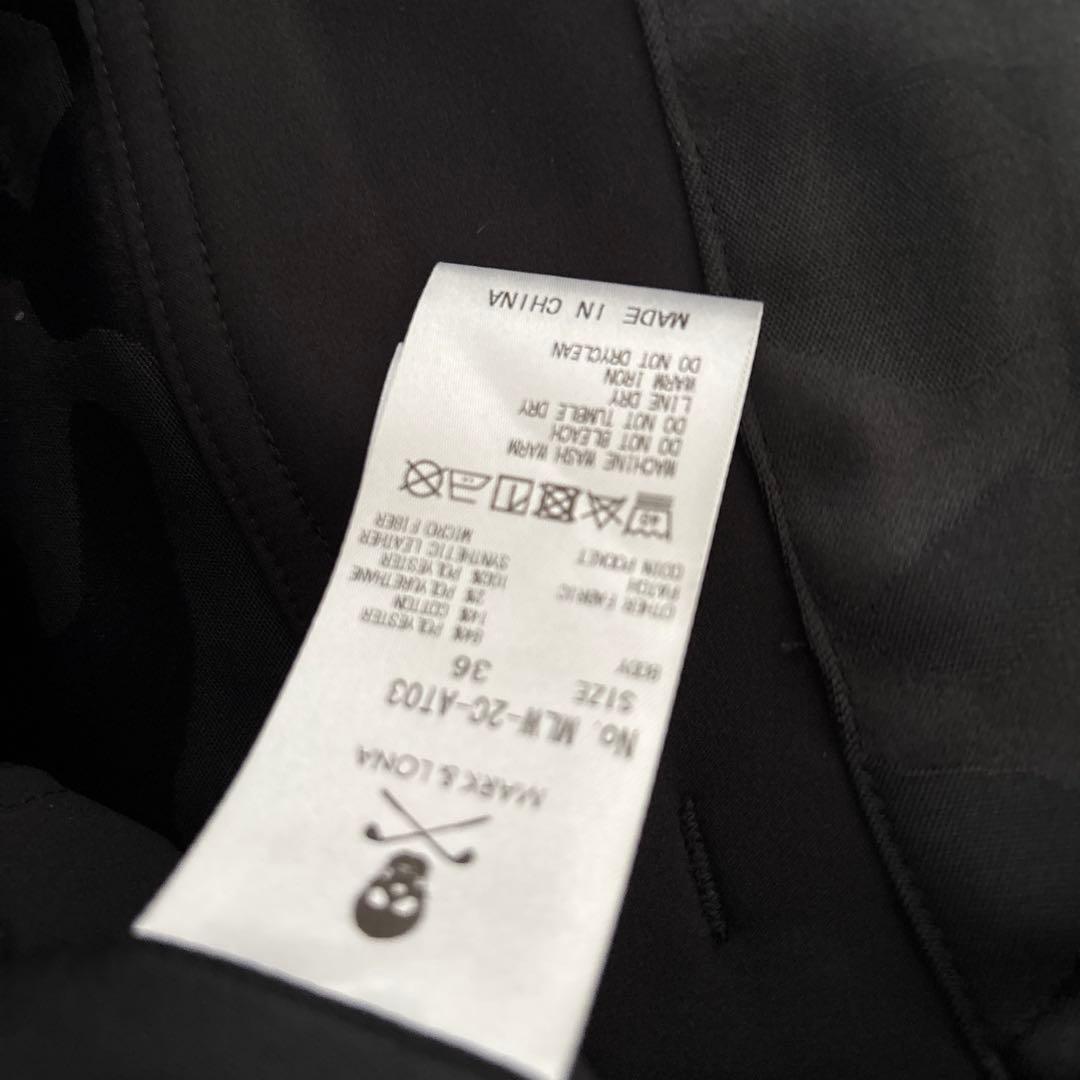 MARK & LONA
No. MLW-2C-AT03
SIZE 36
BODY 84% POLYESTER
14% COTTON
2% POLYURETHANE
OTHER FABRIC 100% POLYESTER
PATCH SYNTHETIC LEATHER
COIN POCKET MICRO FIBER
40
MACHINE WASH WARM
DO NOT BLEACH
DO NOT TUMBLE DRY
LINE DRY
WARM IRON
DO NOT DRYCLEAN
MADE IN CHINA